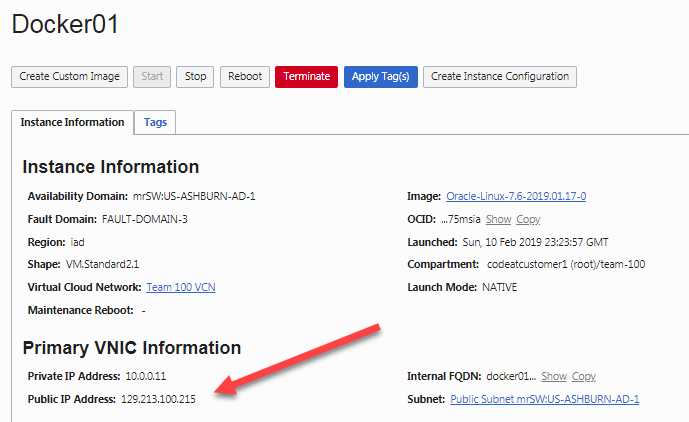 Docker01
Create Custom Image Start Stop Reboot Terminate Apply Tag(s) Create Instance Configuration
Instance Information Tags
Instance Information
Availability Domain: mrSW:US-ASHBURN-AD-1 Image: Oracle-Linux-7.6-2019.01.17-0
Fault Domain: FAULT-DOMAIN-3 OCID: ...75msia Show Copy
Region: iad Launched: Sun, 10 Feb 2019 23:23:57 GMT
Shape: VM.Standard2.1 Compartment: codeatcustomer1 (root)/team-100
Virtual Cloud Network: Team 100 VCN Launch Mode: NATIVE
Maintenance Reboot: -
Primary VNIC Information
Private IP Address: 10.0.0.11 Internal FQDN: docker01... Show Copy
Public IP Address: 129.213.100.215 Subnet: Public Subnet mrSW:US-ASHBURN-AD-1